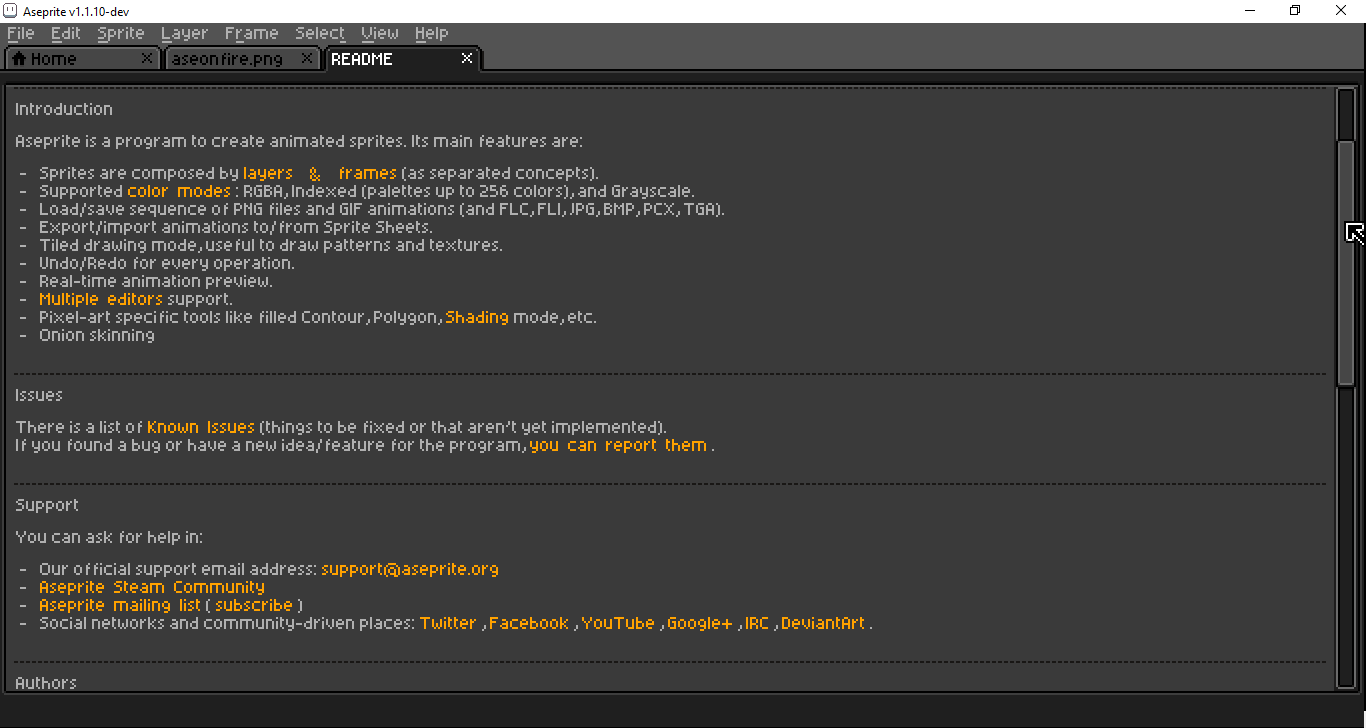 Aseprite v1.1.10-dev
File Edit Sprite Layer Frame Select View Help
Home aseonfire.png README
Introduction
Aseprite is a program to create animated sprites. Its main features are:
- Sprites are composed by layers & frames (as separated concepts).
- Supported color modes: RGBA, Indexed (palettes up to 256 colors), and Grayscale.
- Load/save sequence of PNG files and GIF animations (and FLC, FLI, JPG, BMP, PCX, TGA).
- Export/import animations to/from Sprite Sheets.
- Tiled drawing mode, useful to draw patterns and textures.
- Undo/Redo for every operation.
- Real-time animation preview.
- Multiple editors support.
- Pixel-art specific tools like filled Contour, Polygon, Shading mode, etc.
- Onion skinning
Issues
There is a list of Known Issues (things to be fixed or that aren't yet implemented).
If you found a bug or have a new idea/feature for the program, you can report them.
Support
You can ask for help in:
- Our official support email address: support@aseprite.org
- Aseprite Steam Community
- Aseprite mailing list (subscribe)
- Social networks and community-driven places: Twitter, Facebook, YouTube, Google+, IRC, DeviantArt.
Authors